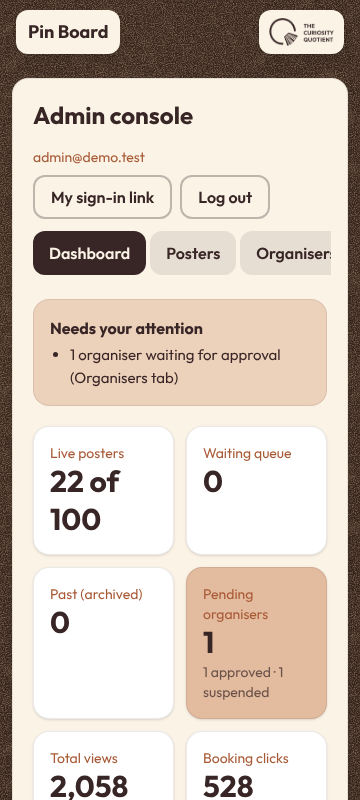 Pin Board
THE
CURIOSITY
QUOTIENT
Admin console
admin@demo.test
My sign-in link
Log out
Dashboard
Posters
Organisers
Needs your attention
• 1 organiser waiting for approval
(Organisers tab)
Live posters
22 of
100
Waiting queue
0
Past (archived)
0
Pending
organisers
1
1 approved · 1
suspended
Total views
2,058
Booking clicks
528